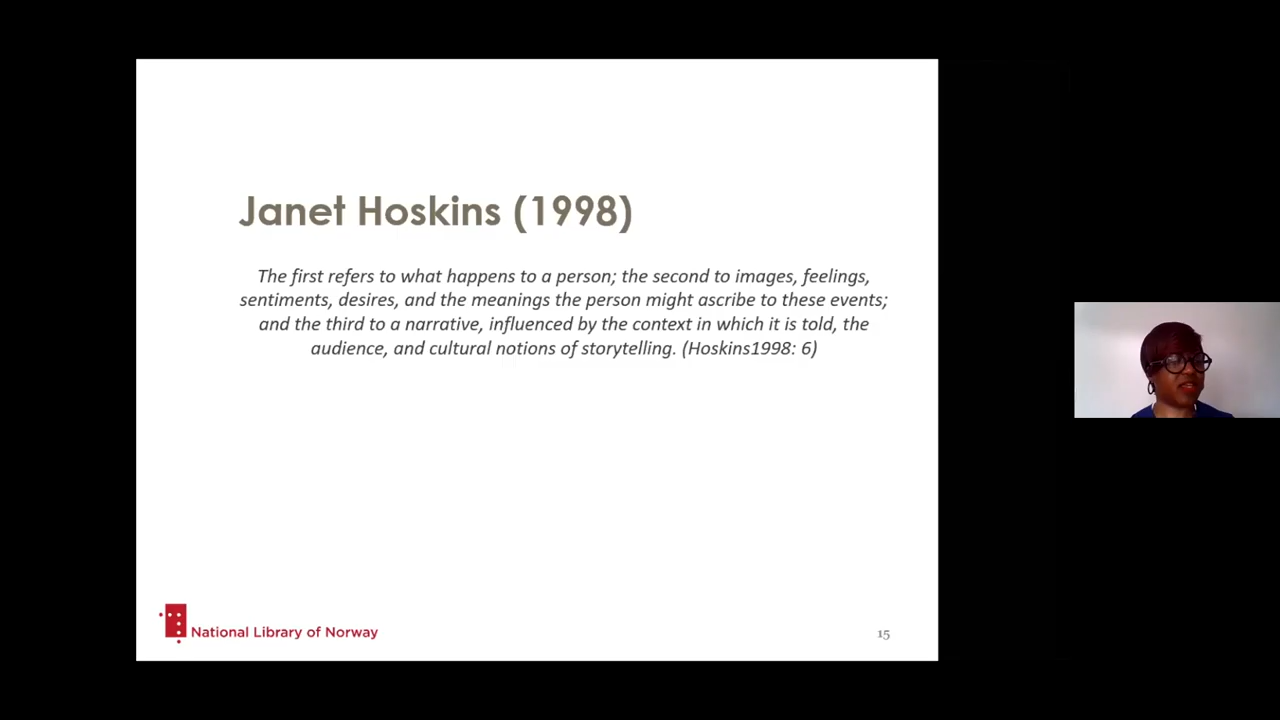 Janet Hoskins (1998)
The first refers to what happens to a person; the second to images, feelings,
sentiments, desires, and the meanings the person might ascribe to these events;
and the third to a narrative, influenced by the context in which it is told, the
audience, and cultural notions of storytelling. (Hoskins1998: 6)
National Library of Norway
15